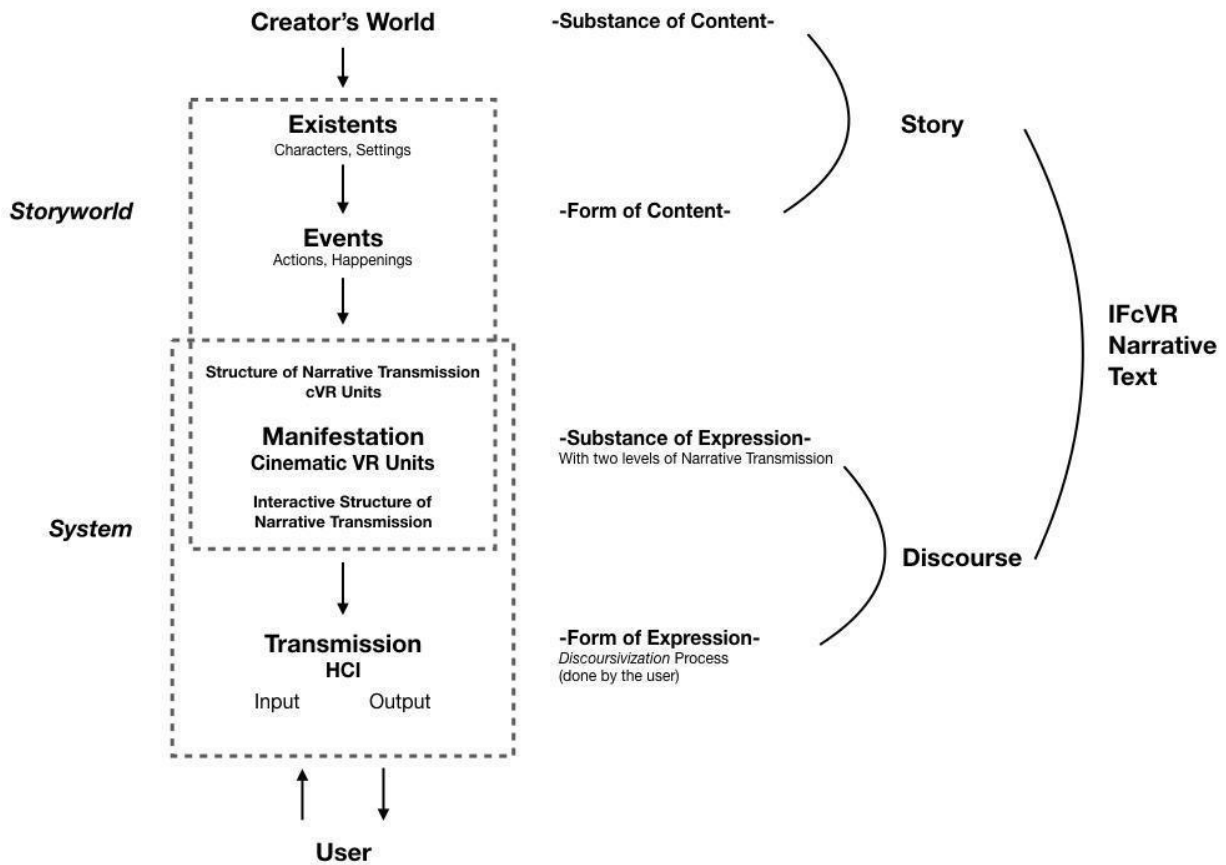 Creator's World
-Substance of Content-
Existents
Characters, Settings
Story
Storyworld
-Form of Content-
Events
Actions, Happenings
IFcVR
Narrative
Text
Structure of Narrative Transmission
cVR Units
Manifestation
Cinematic VR Units
-Substance of Expression-
With two levels of Narrative Transmission
Interactive Structure of
Narrative Transmission
System
Discourse
Transmission
HCI
-Form of Expression-
Discoursivization Process
(done by the user)
Input
Output
User